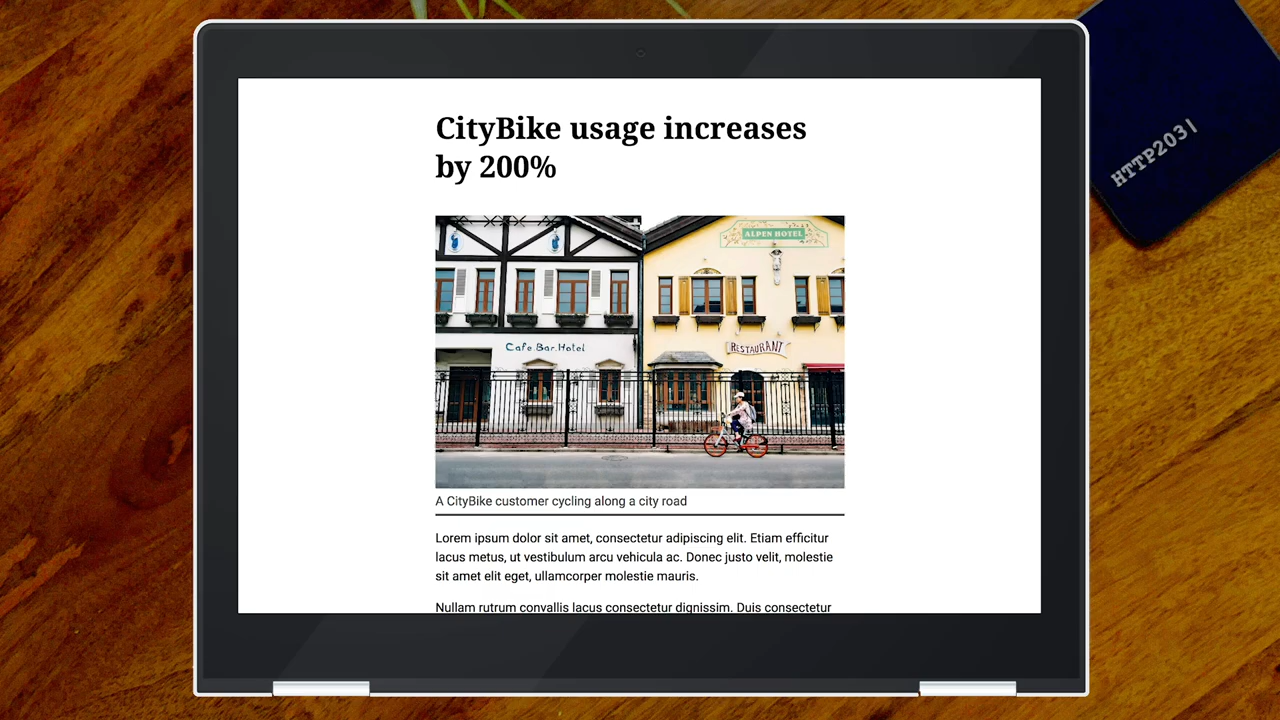 CityBike usage increases
by 200%
HTTP203|
ALPEN HOTEL
Cafe.Bar.Hotel
RESTAURANT
A CityBike customer cycling along a city road
Lorem ipsum dolor sit amet, consectetur adipiscing elit. Etiam efficitur
lacus metus, ut vestibulum arcu vehicula ac. Donec justo velit, molestie
sit amet elit eget, ullamcorper molestie mauris.
Nullam rutrum convallis lacus consectetur dignissim. Duis consectetur